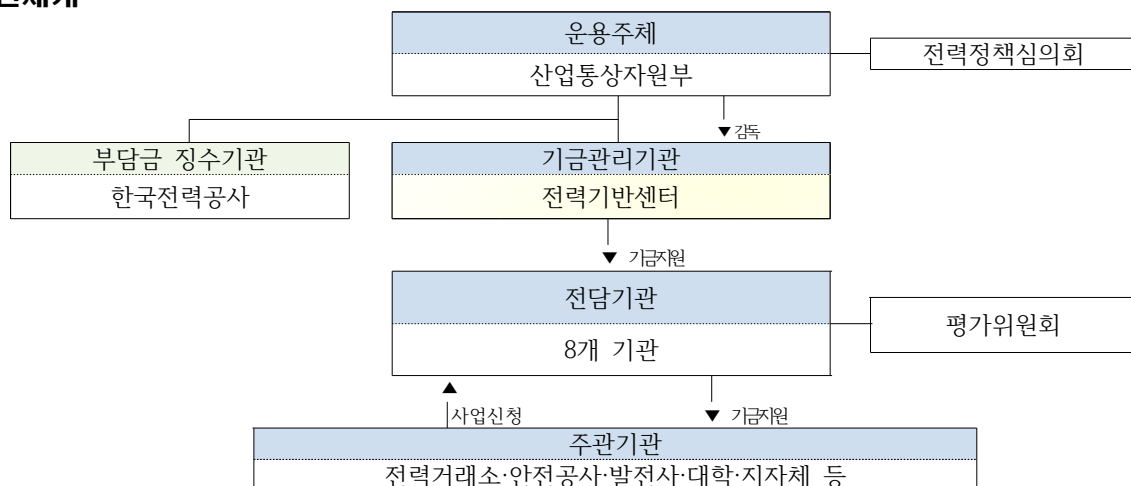 운용주체
산업통상자원부
전력정책심의회
▼ 감독
부담금 징수기관
한국전력공사
기금관리기관
전력기반센터
▼ 기금지원
전담기관
8개 기관
평가위원회
▲
사업신청
▼ 기금지원
주관기관
전력거래소·안전공사·발전사·대학·지자체 등